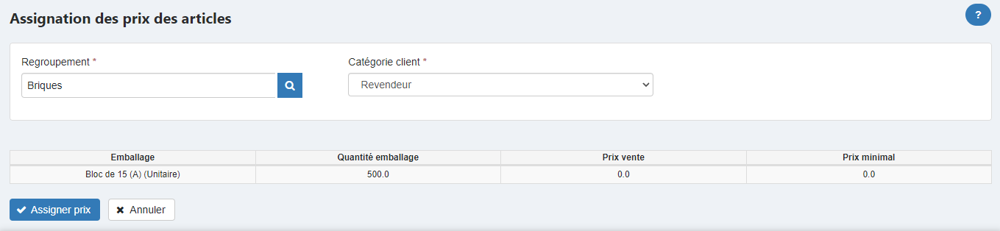 Assignation des prix des articles
?
Regroupement *
Catégorie client *
Briques
Revendeur
Emballage Quantité emballage Prix vente Prix minimal
Bloc de 15 (A) (Unitaire) 500.0 0.0 0.0
Assigner prix Annuler